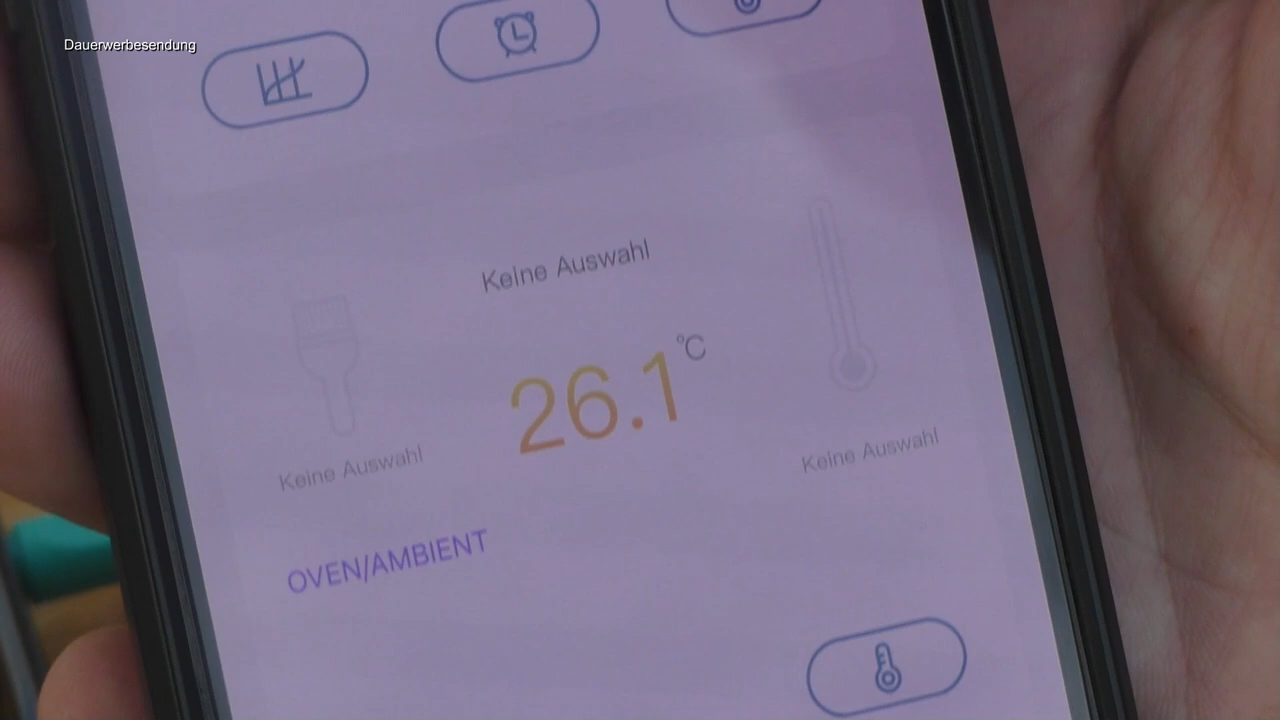 Dauerwerbesendung
Keine Auswahl
26.1 °C
Keine Auswahl
Keine Auswahl
OVEN/AMBIENT